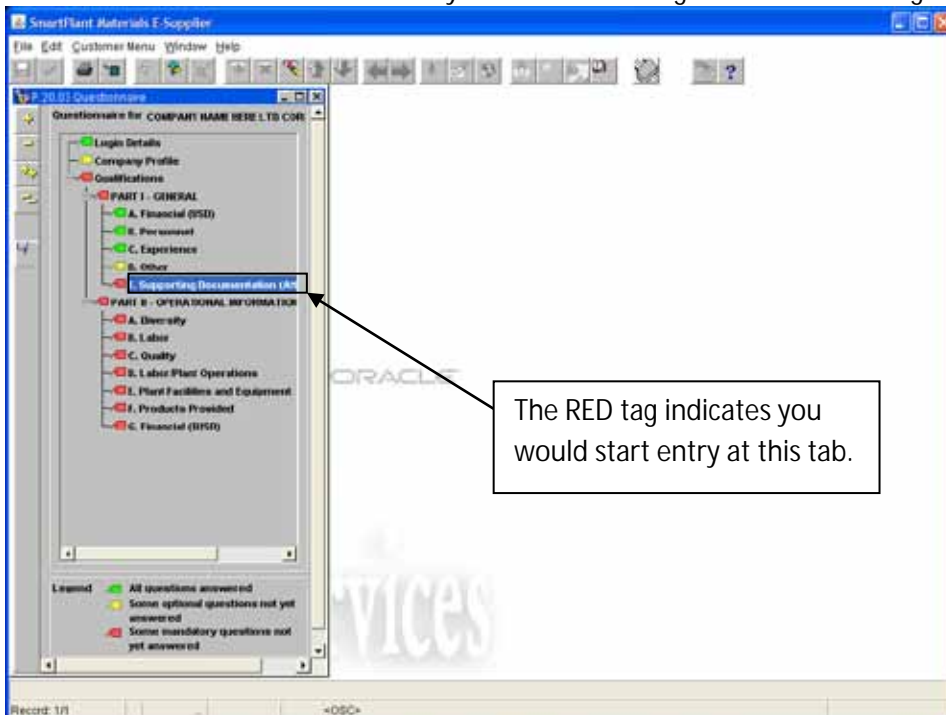 SmartPlant Materials E-Supplier
File Edit Customer Menu Window Help
P.20.03 Questionnaire
Questionnaire for COMPANY NAME HERE LTD COR
Login Details
Company Profile
Qualifications
PART I - GENERAL
A. Financial (USD)
B. Personnel
C. Experience
D. Other
I. Supporting Documentation (Att
PART II - OPERATIONAL INFORMATION
A. Diversity
B. Labor
C. Quality
D. Labor Plant Operations
E. Plant Facilities and Equipment
F. Products Provided
G. Financial
ORACLE
The RED tag indicates you
would start entry at this tab.
Legend All questions answered
Some optional questions not yet
answered
Some mandatory questions not
yet answered
Record: 1/1 <OSC>